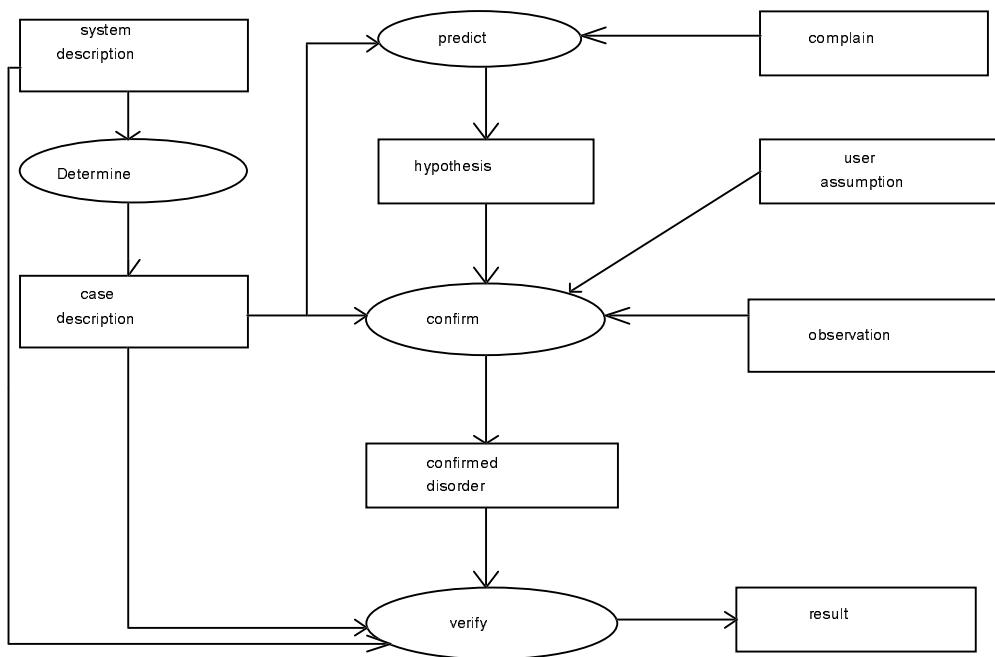 system
description
predict
complain
Determine
hypothesis
user
assumption
case
description
confirm
observation
confirmed
disorder
verify
result